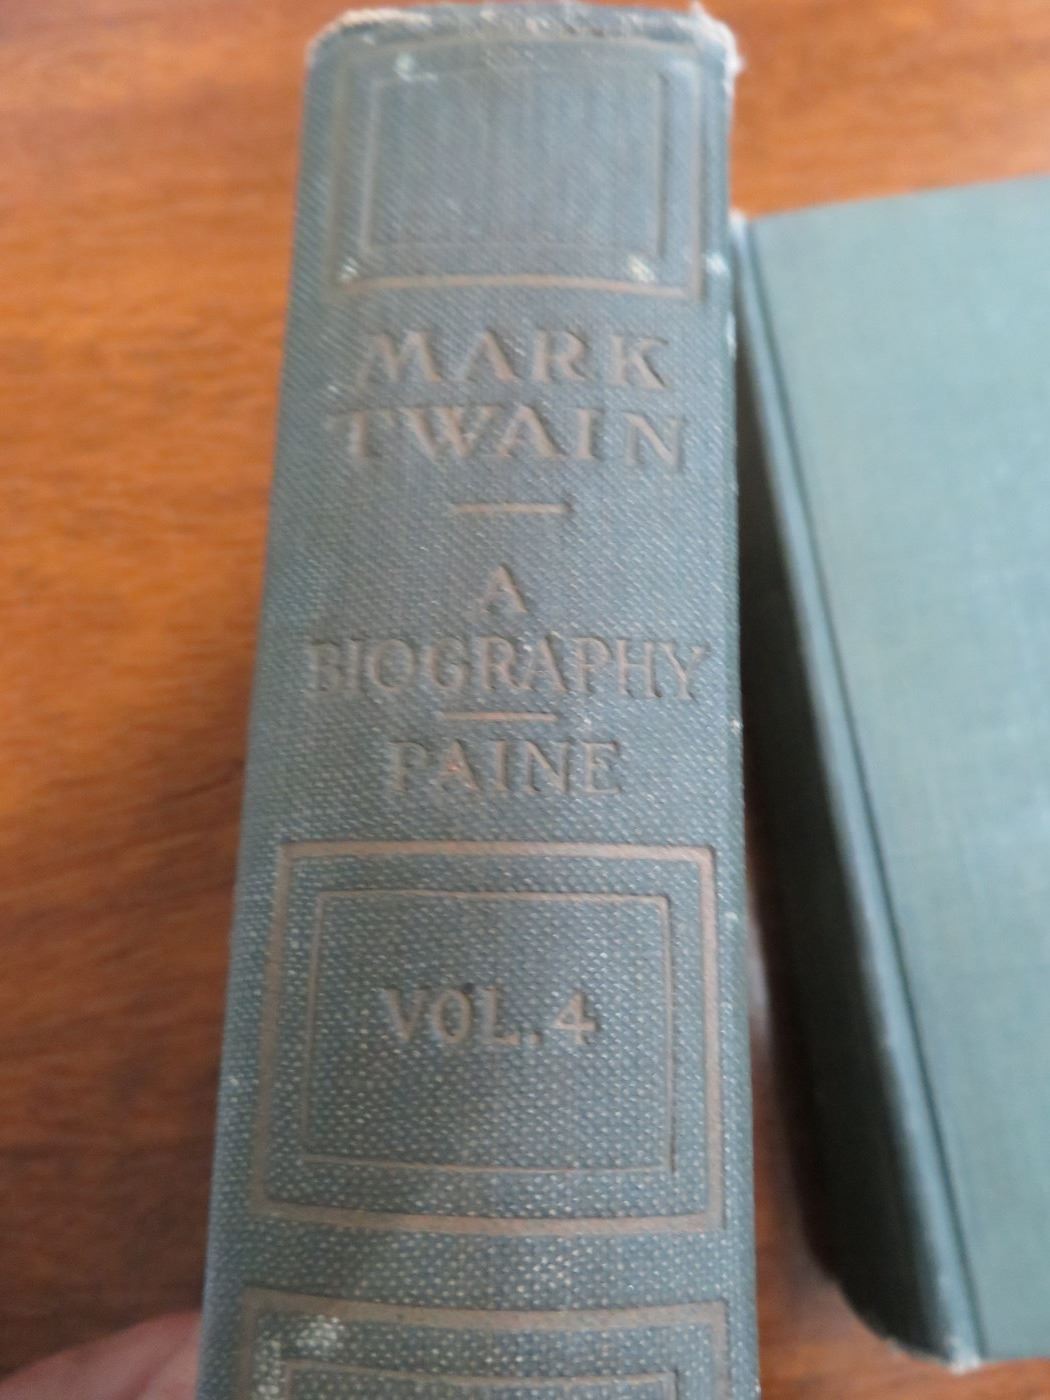 MARK
TWAIN
A
BIOGRAPHY
PAINE
VOL. 4